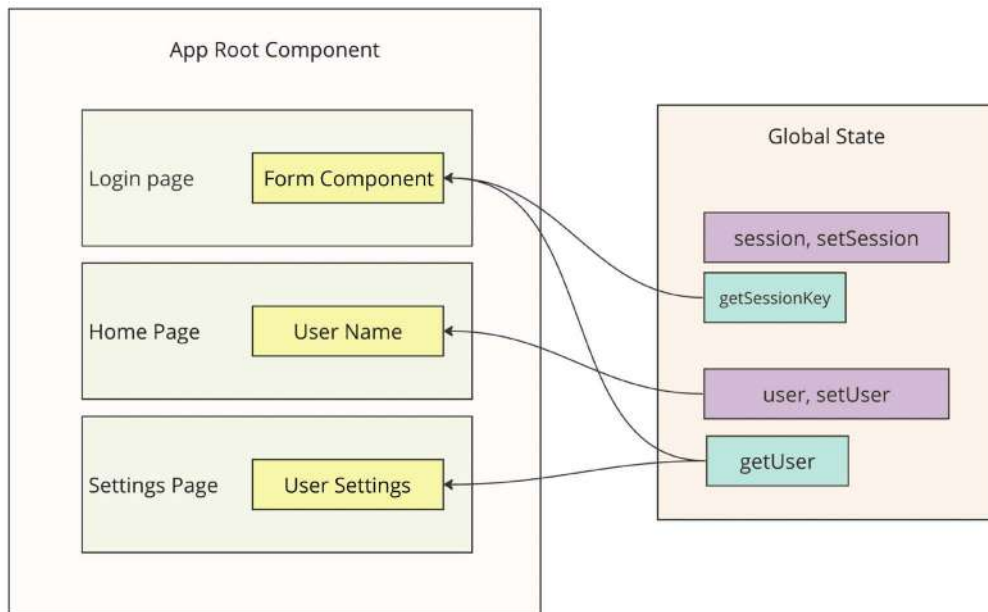 App Root Component
Login page
Form Component
Home Page
User Name
Settings Page
User Settings
Global State
session, setSession
getSessionKey
user, setUser
getUser